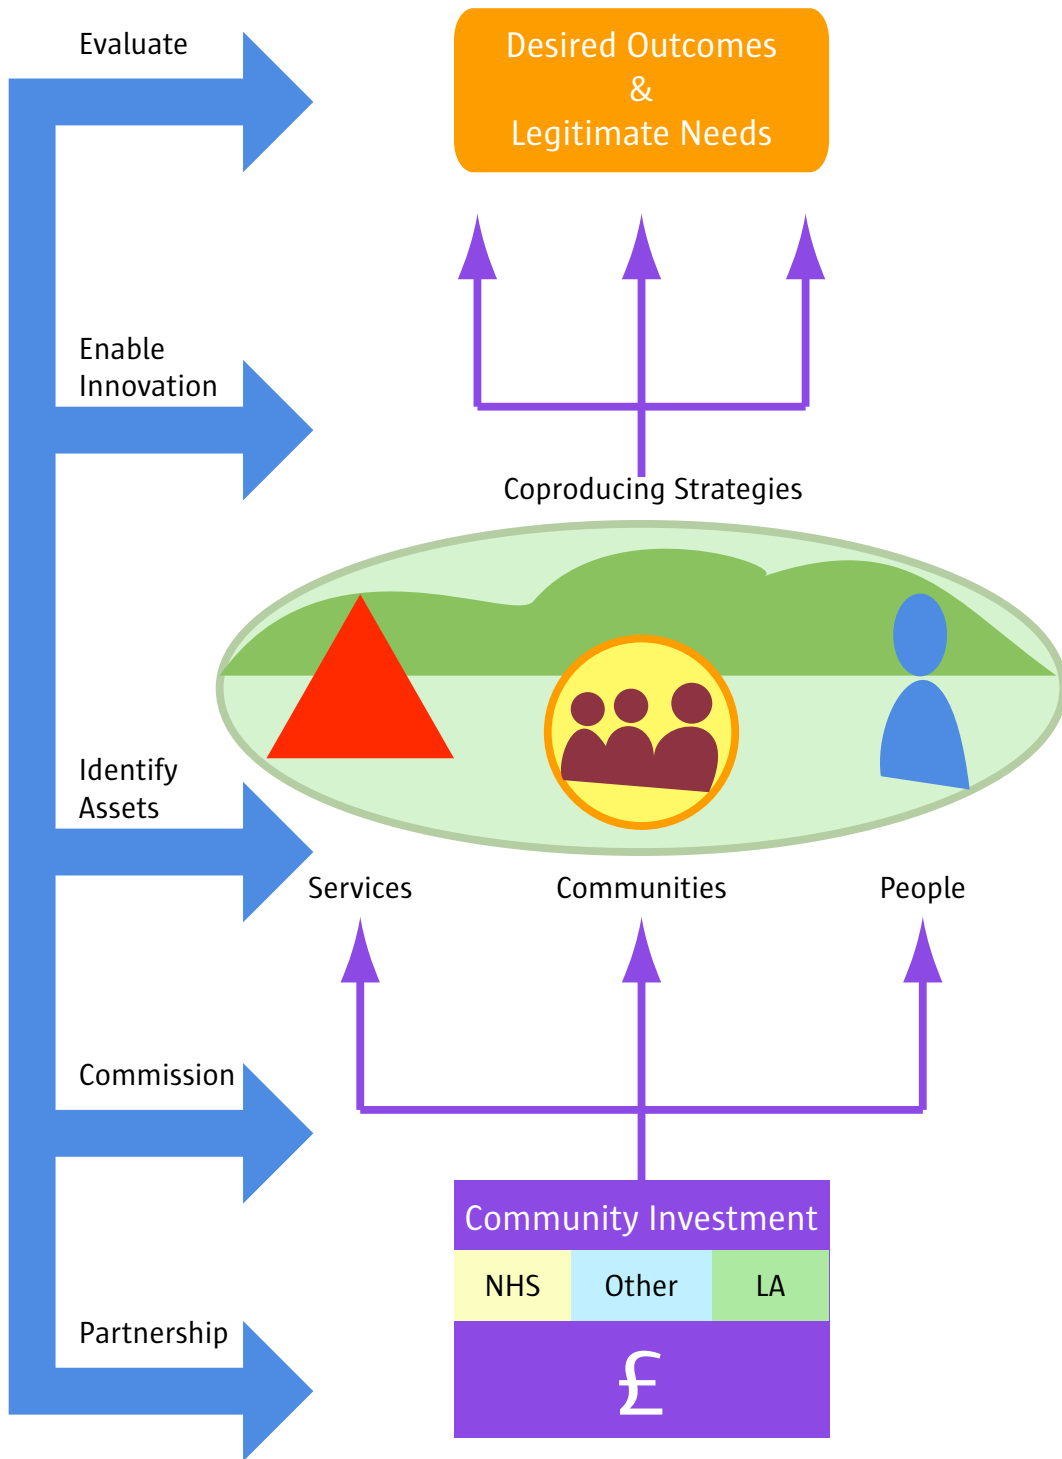 Evaluate
Desired Outcomes
&
Legitimate Needs
Enable
Innovation
Coproducing Strategies
Identify
Assets
Services
Communities
People
Commission
Community Investment
NHS
Other
LA
Partnership
£